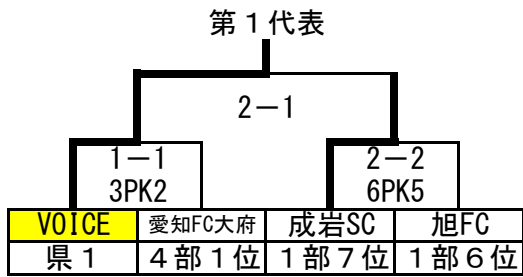 第１代表
2－1
1－1 2－2
3PK2 6PK5
VOICE 愛知FC大府 成岩SC 旭FC
県１ ４部１位 １部７位 １部６位